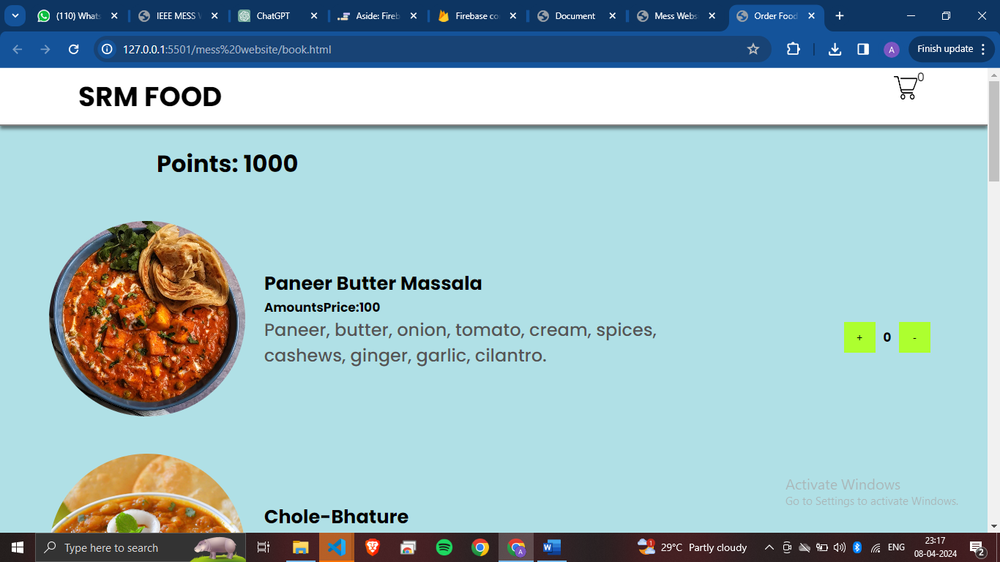 (110) Whats
IEEE MESS
ChatGPT
Aside: Fireb
Firebase co
Document
Mess Webs
Order Food
127.0.0.1:5501/mess%20website/book.html
A
Finish update
SRM FOOD
0
Points: 1000
Paneer Butter Massala
AmountsPrice:100
Paneer, butter, onion, tomato, cream, spices,
cashews, ginger, garlic, cilantro.
+ 0 -
Chole-Bhature
Activate Windows
Go to Settings to activate Windows.
Type here to search
W
1
29°C Partly cloudy
ENG
23:17
08-04-2024
2